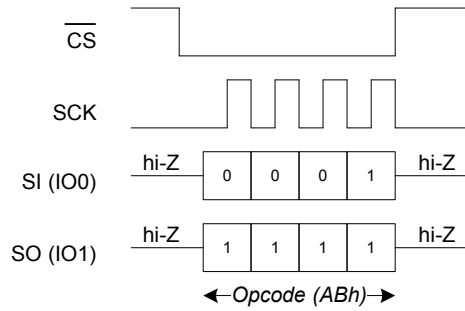 CS
SCK
hi-Z 0 0 0 1 hi-Z
SI (IO0)
hi-Z 1 1 1 1 hi-Z
SO (IO1)
Opcode (ABh)